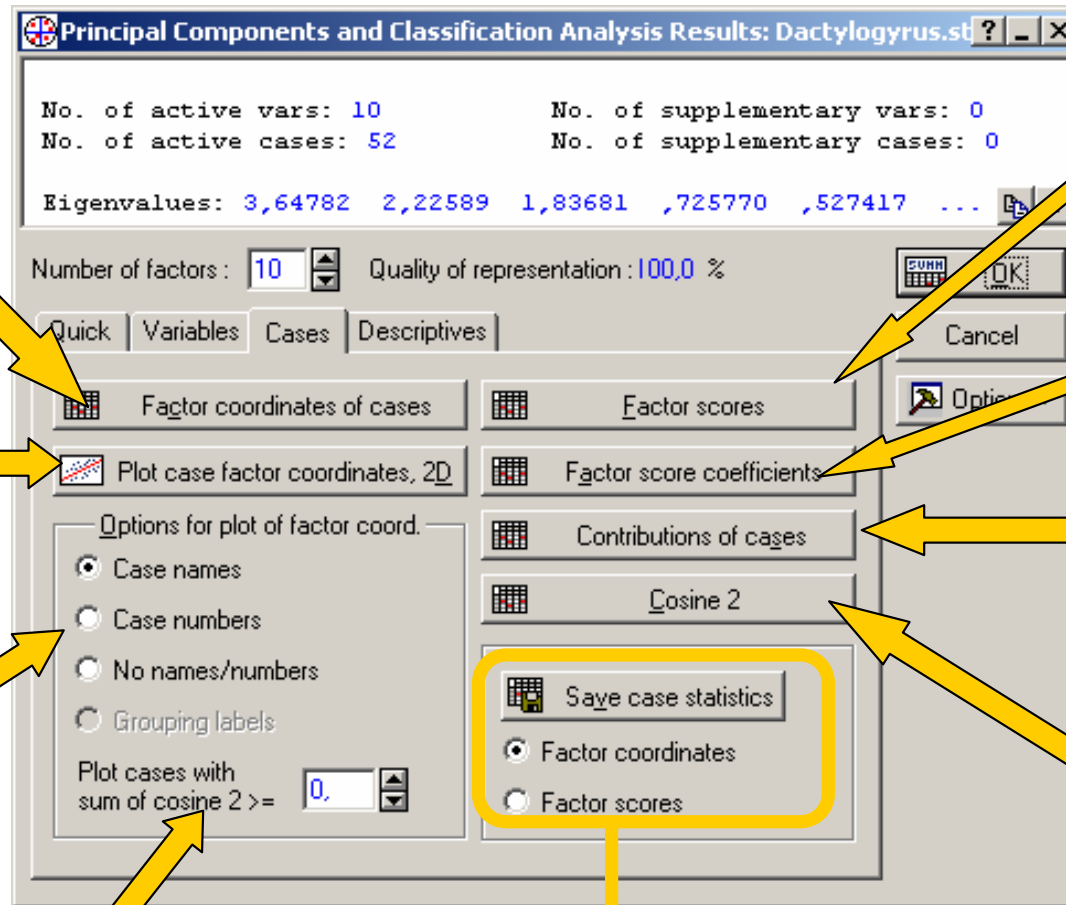 Principal Components and Classification Analysis Results: Dactylogyrus.st
No. of active vars: 10 No. of supplementary vars: 0
No. of active cases: 52 No. of supplementary cases: 0
Eigenvalues: 3,64782 2,22589 1,83681 ,725770 ,527417 ...
Number of factors : 10 Quality of representation : 100,0 %
OK
Quick Variables Cases Descriptives
Cancel
Factor coordinates of cases
Factor scores
Plot case factor coordinates, 2D
Factor score coefficients
Options for plot of factor coord.
Contributions of cases
Case names
Cosine 2
Case numbers
No names/numbers
Save case statistics
Grouping labels
Factor coordinates
Plot cases with
sum of cosine 2 >= 0,
Factor scores